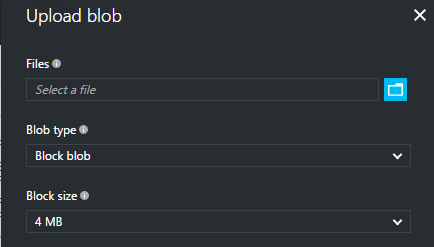 Upload blob
Files
Select a file
Blob type
Block blob
Block size
4 MB